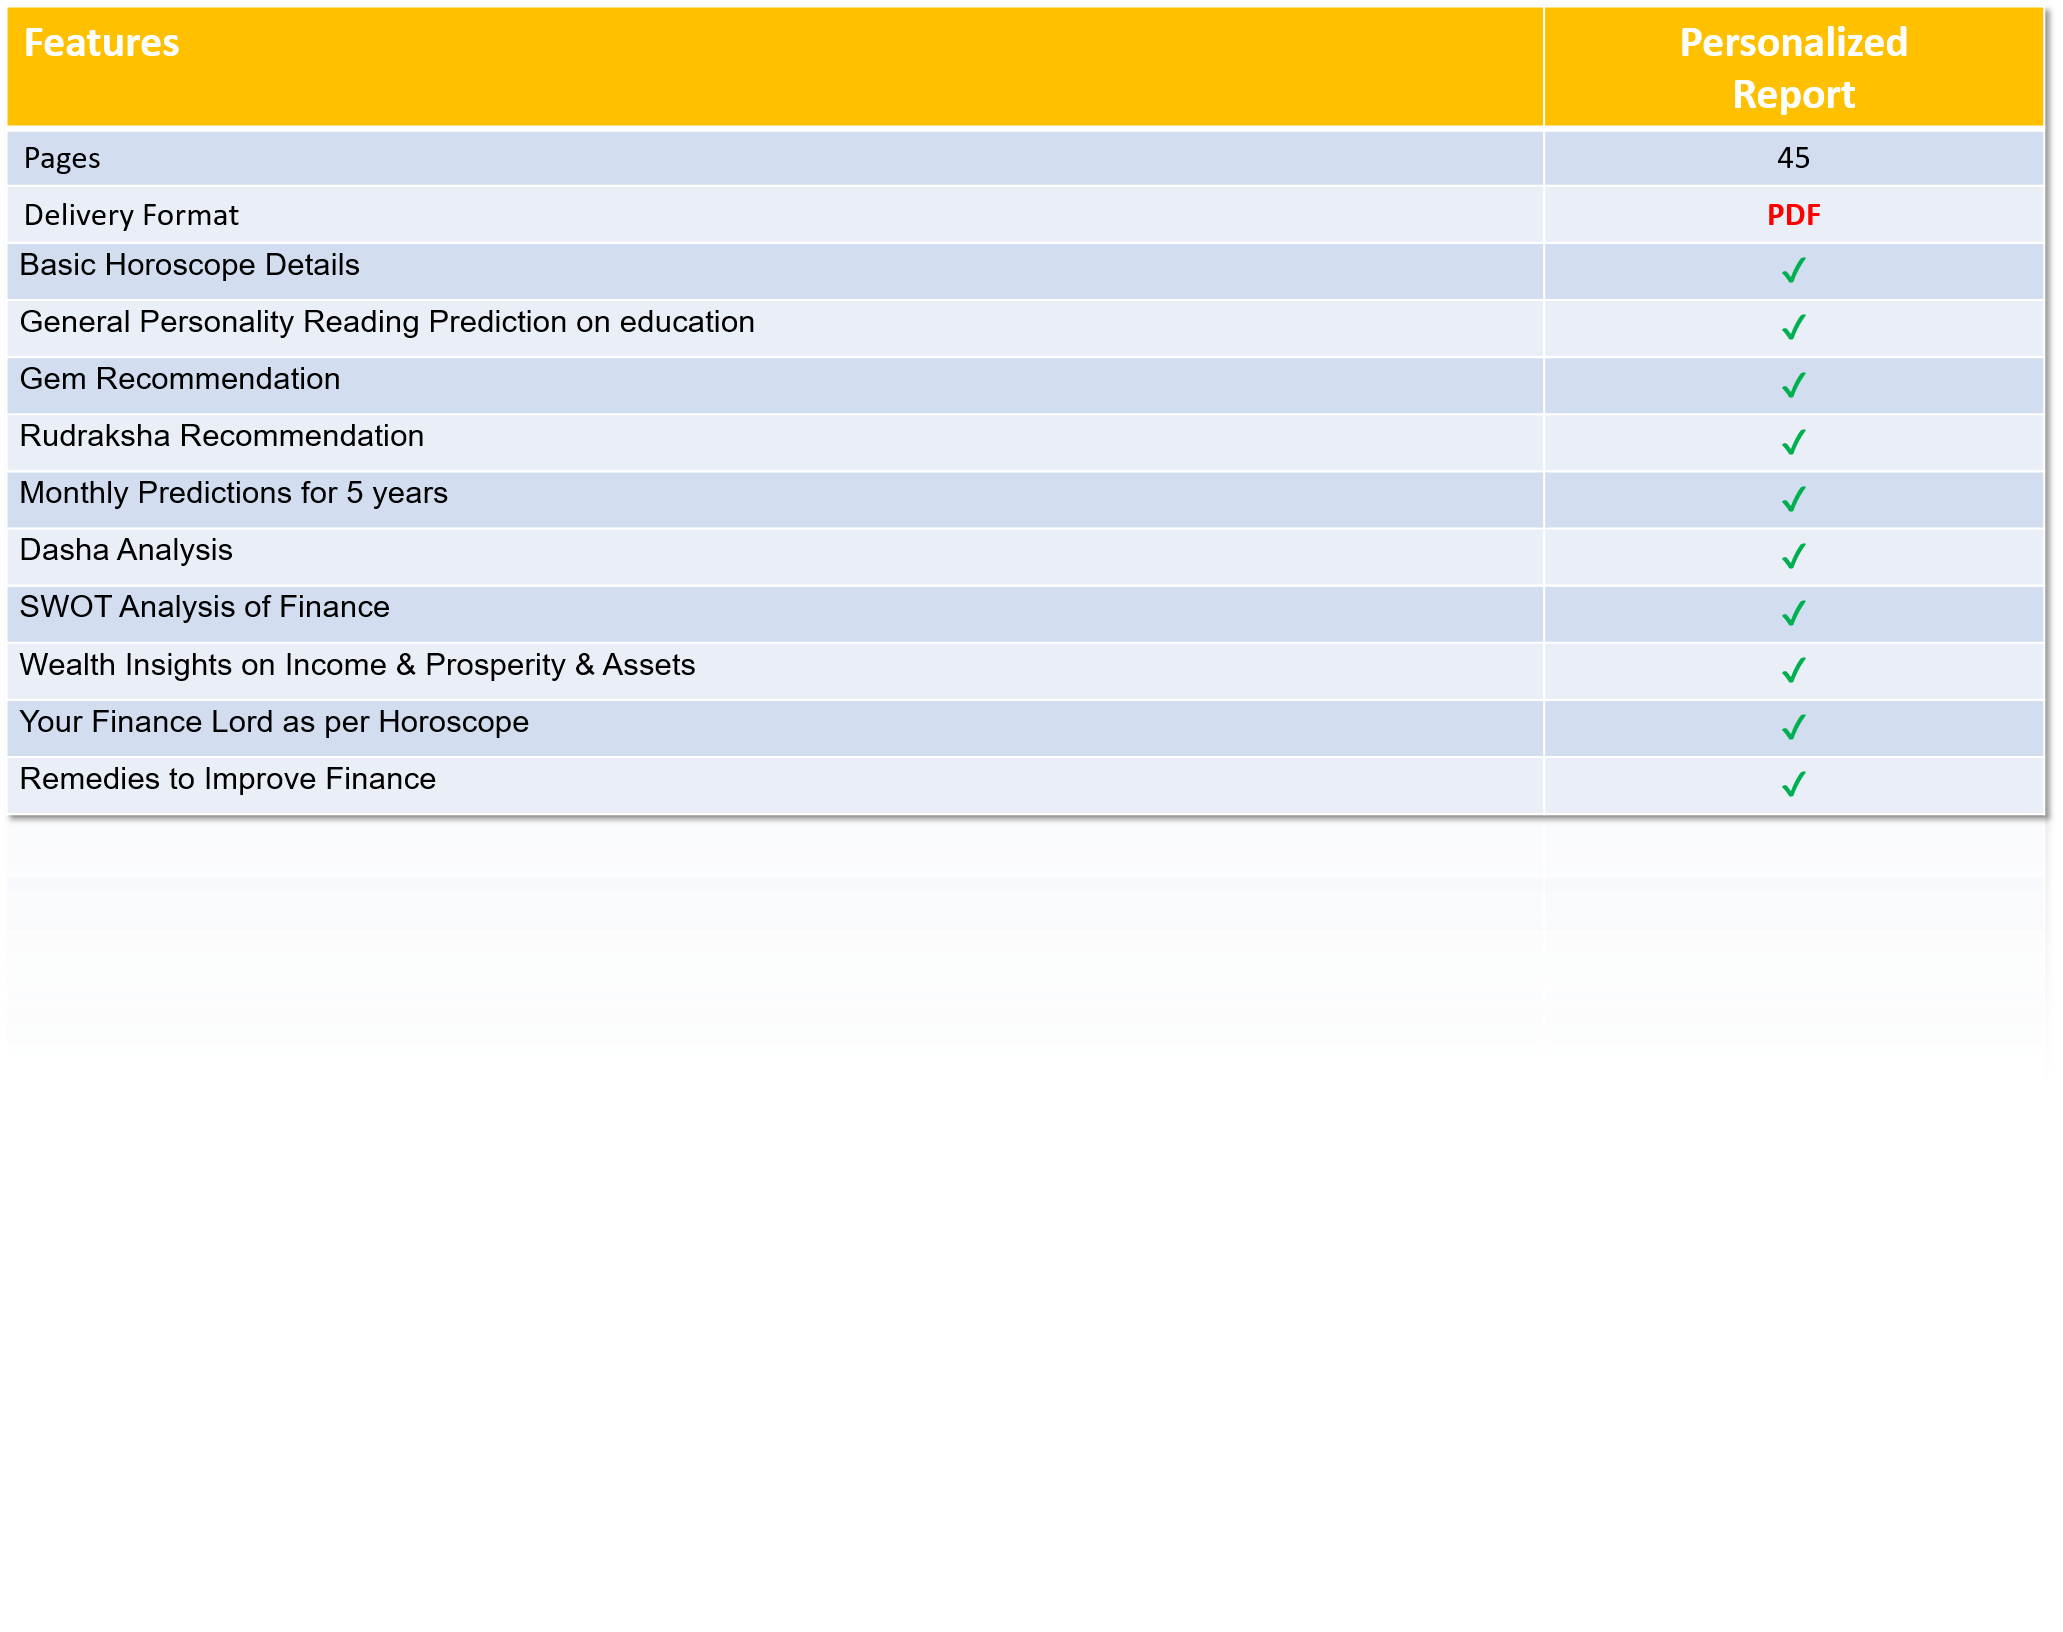 Features
Personalized
Report
Pages 45
Delivery Format PDF
Basic Horoscope Details ✓
General Personality Reading Prediction on education ✓
Gem Recommendation ✓
Rudraksha Recommendation ✓
Monthly Predictions for 5 years ✓
Dasha Analysis ✓
SWOT Analysis of Finance ✓
Wealth Insights on Income & Prosperity & Assets ✓
Your Finance Lord as per Horoscope ✓
Remedies to Improve Finance ✓